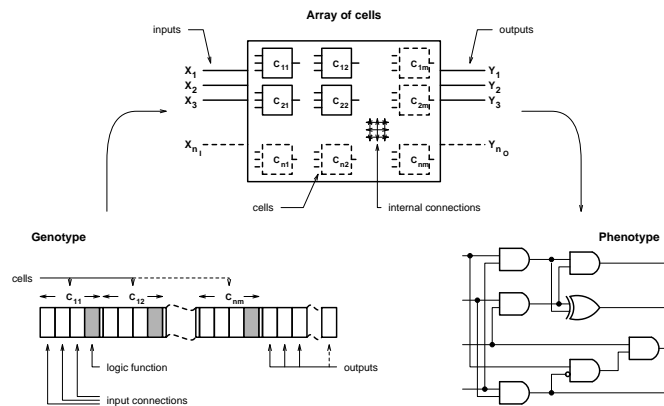 Array of cells
inputs
outputs
X1
X2
X3
XnI
C11
C12
C1m
C21
C22
C2m
Cn1
Cn2
Cnm
Y1
Y2
Y3
YnO
cells
internal connections
Genotype
cells
C11
C12
Cnm
logic function
input connections
outputs
Phenotype